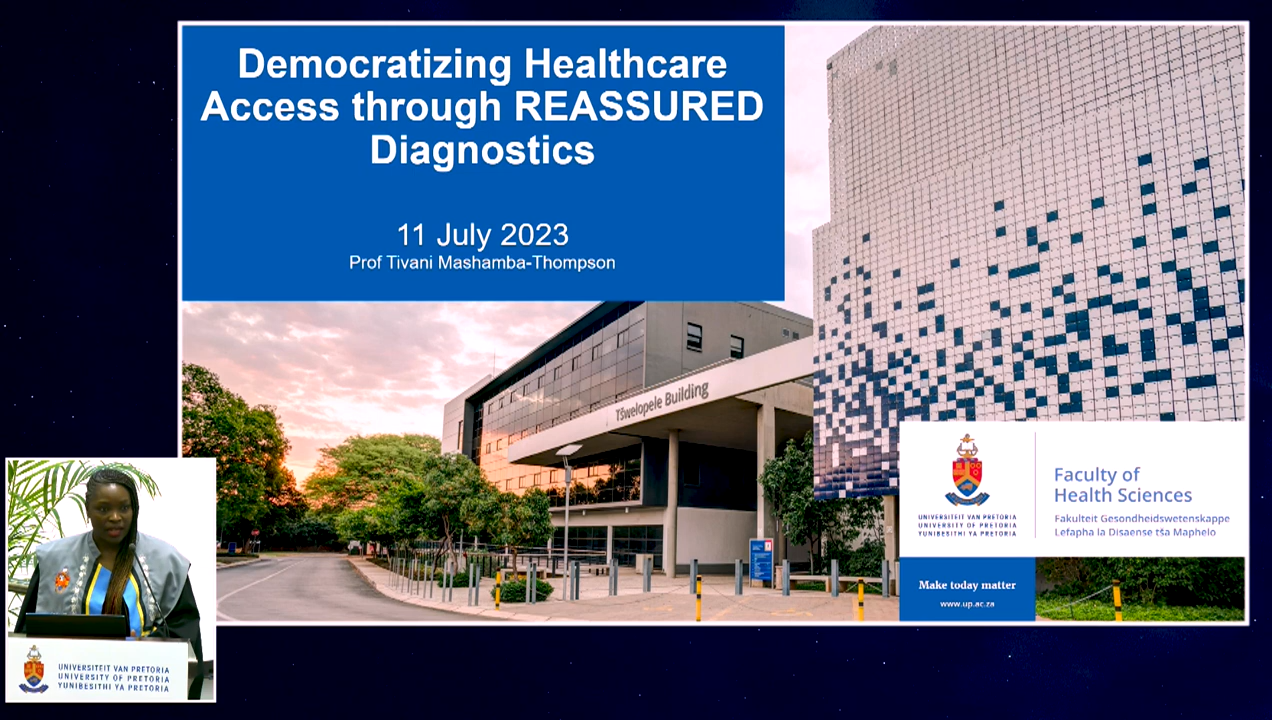 Democratizing Healthcare
Access through REASSURED
Diagnostics
11 July 2023
Prof Tivani Mashamba-Thompson
Tšwelopele Building
UNIVERSITEIT VAN PRETORIA
UNIVERSITY OF PRETORIA
YUNIBESITHI YA PRETORIA
Faculty of
Health Sciences
Fakulteit Gesondheidswetenskappe
Lefapha la Disaense tša Maphelo
Make today matter
www.up.ac.za
UNIVERSITEIT VAN PRETORIA
UNIVERSITY OF PRETORIA
YUNIBESITHI YA PRETORIA